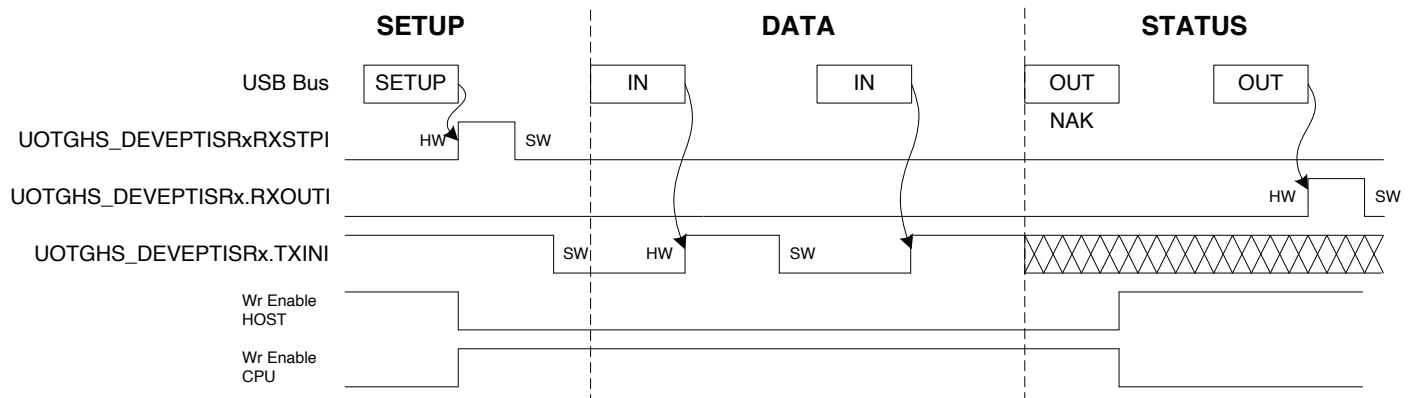 SETUP DATA STATUS
USB Bus SETUP IN IN OUT OUT
NAK
UOTGHS_DEVEPTISRxRXSTPI HW SW
UOTGHS_DEVEPTISRx.RXOUTI HW SW
UOTGHS_DEVEPTISRx.TXINI SW HW SW
Wr Enable
HOST
Wr Enable
CPU